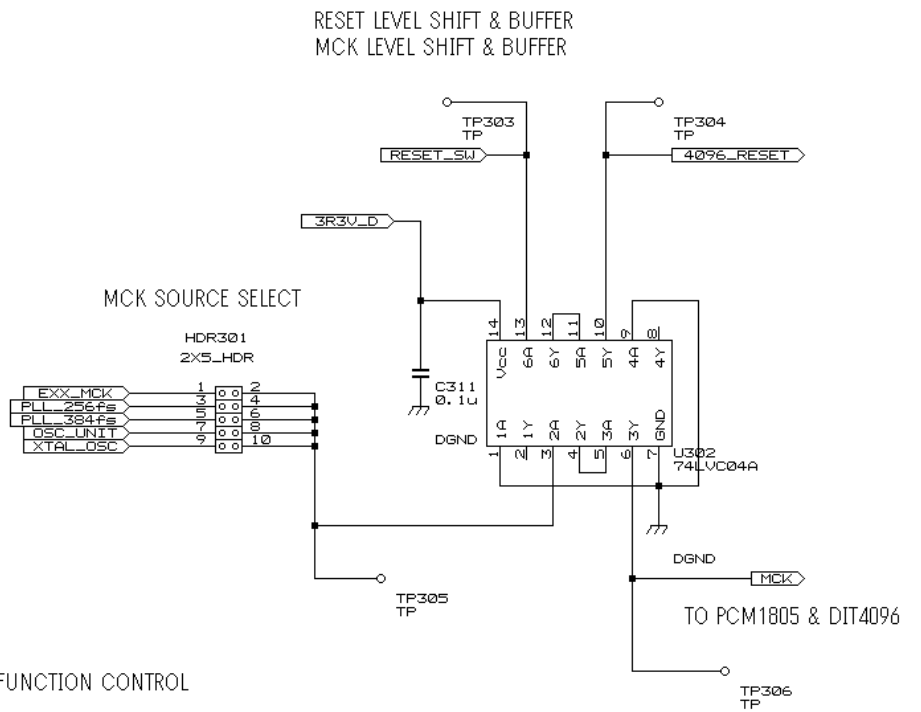 RESET LEVEL SHIFT & BUFFER
MCK LEVEL SHIFT & BUFFER
TP303
TP
TP304
TP
RESET_SW
4096_RESET
3R3V_D
MCK SOURCE SELECT
HDR301
2X5_HDR
EXX_MCK 1 2
PLL_256fs 3 4
PLL_384fs 5 6
OSC_UNIT 7 8
XTAL_OSC 9 10
C311
0.1u
DGND
14 13 12 11 10 9 8
Vcc 6A 6Y 5A 5Y 4A 4Y
1A 1Y 2A 2Y 3A 3Y GND
1 2 3 4 5 6 7
U302
74LVC04A
DGND
MCK
TO PCM1805 & DIT4096
TP305
TP
FUNCTION CONTROL
TP306
TP